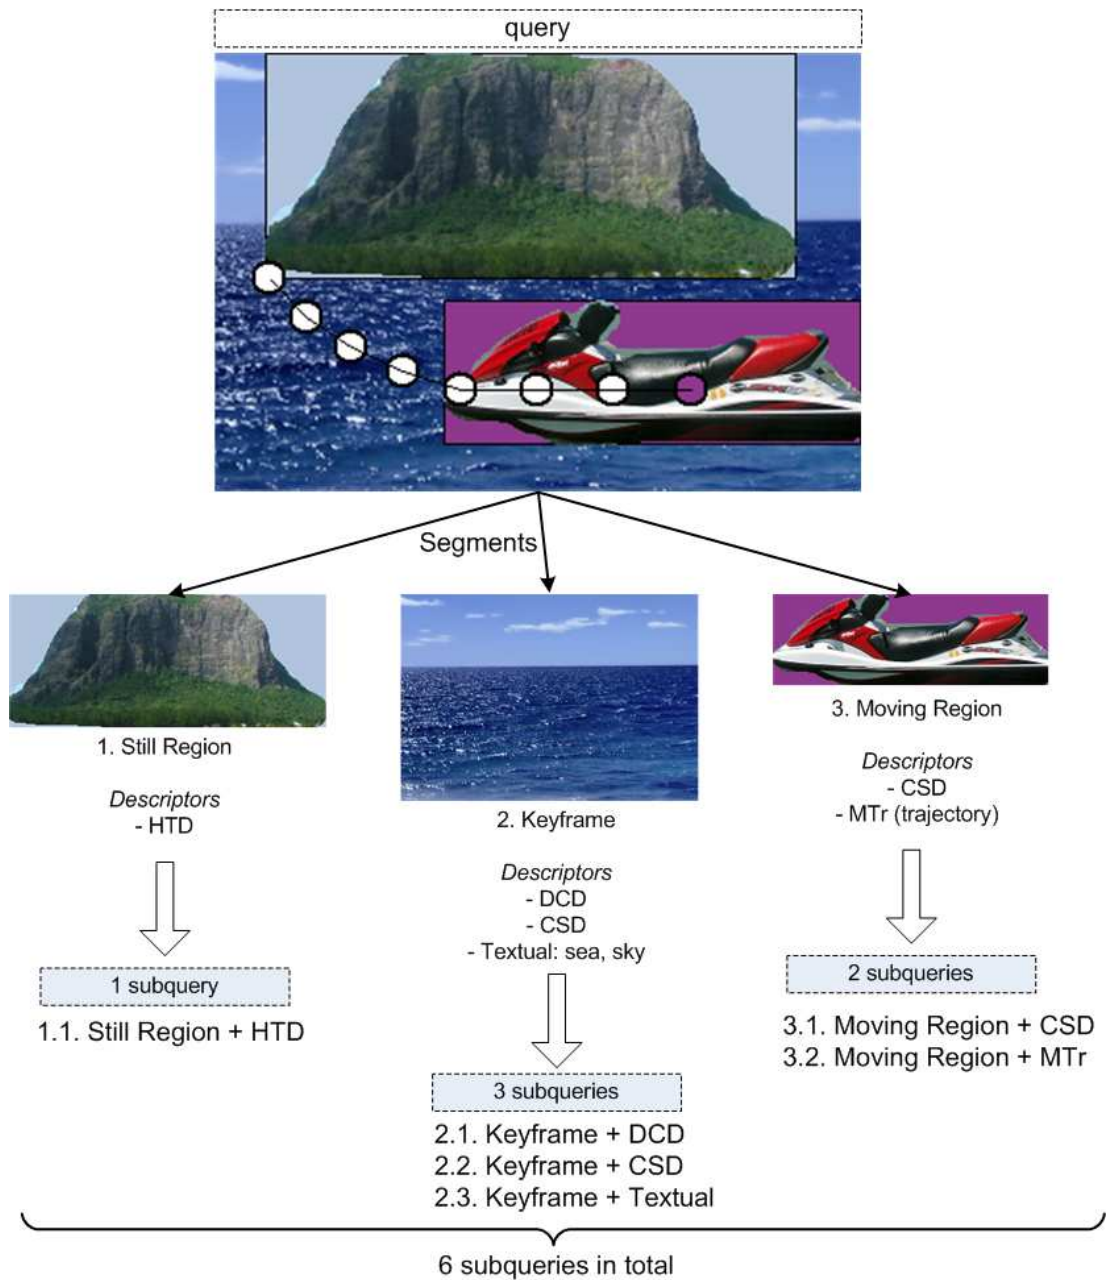 query
Segments
1. Still Region
Descriptors
- HTD
1 subquery
1.1. Still Region + HTD
2. Keyframe
Descriptors
- DCD
- CSD
- Textual: sea, sky
3 subqueries
2.1. Keyframe + DCD
2.2. Keyframe + CSD
2.3. Keyframe + Textual
3. Moving Region
Descriptors
- CSD
- MTr (trajectory)
2 subqueries
3.1. Moving Region + CSD
3.2. Moving Region + MTr
6 subqueries in total